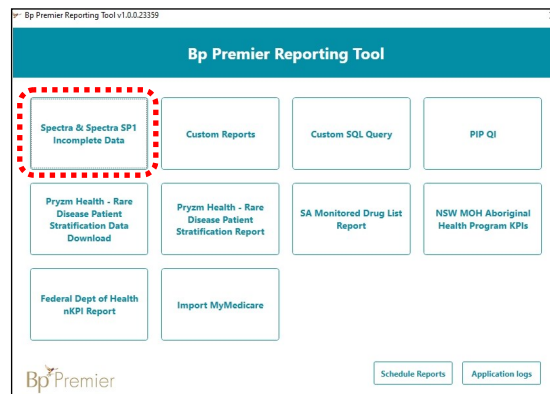 Bp Premier Reporting Tool v1.0.0.23359
Bp Premier Reporting Tool
Spectra & Spectra SP1
Incomplete Data
Custom Reports
Custom SQL Query
PIP QI
Pryzm Health - Rare
Disease Patient
Stratification Data
Download
Pryzm Health - Rare
Disease Patient
Stratification Report
SA Monitored Drug List
Report
NSW MOH Aboriginal
Health Program KPIs
Federal Dept of Health
nKPI Report
Import MyMedicare
Bp Premier
Schedule Reports
Application logs